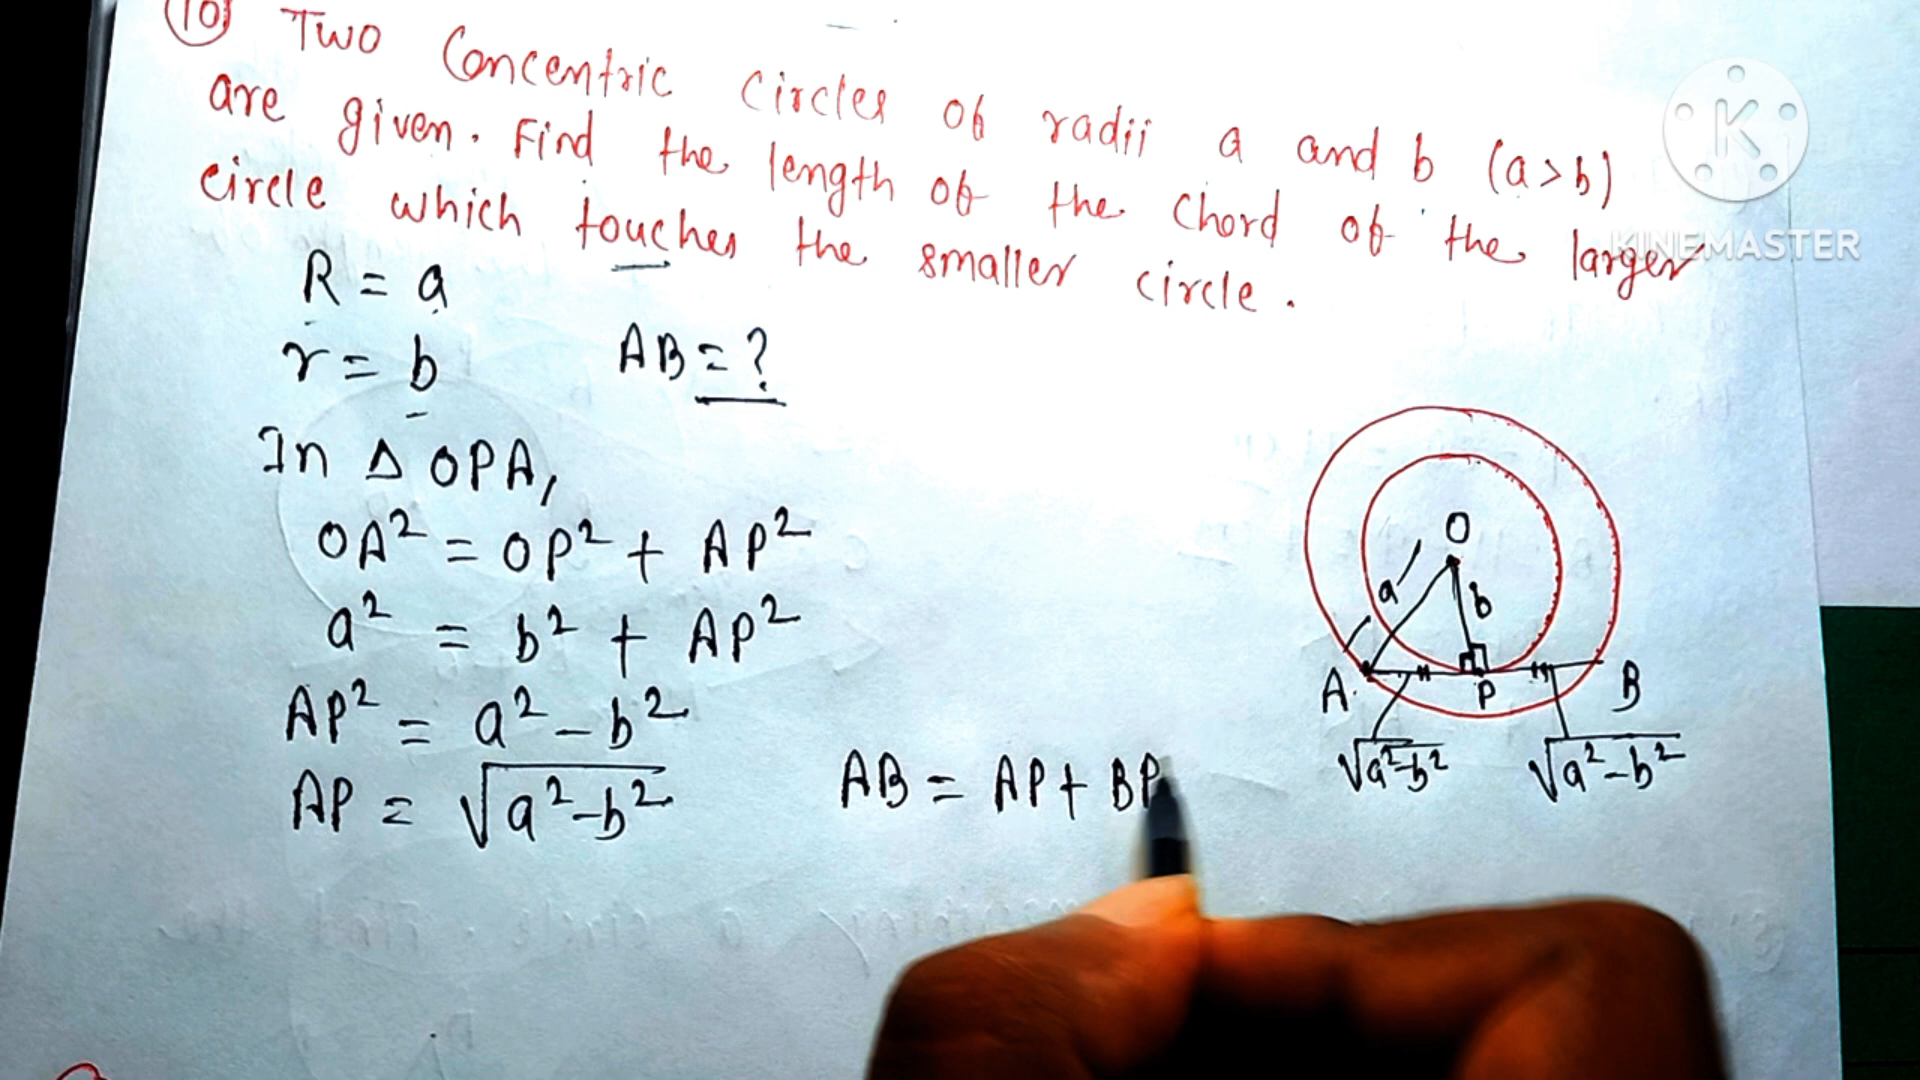 10 Two Concentric Circles of radii a and b (a>b)
are given. Find the length of the chord of the larger
circle which touches the smaller circle.
R = a
r = b
AB = ?
In Δ OPA,
OA² = OP² + AP²
a² = b² + AP²
AP² = a² - b²
AP = √a²-b²
AB = AP + BP
O
a
b
A
P
B
√a²-b²
√a²-b²
K
KINEMASTER